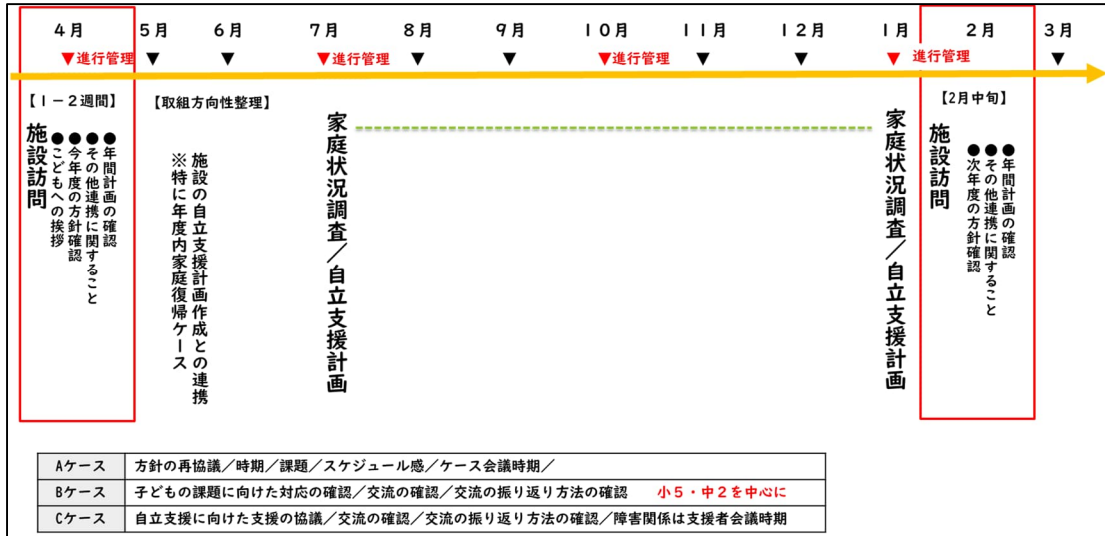 4月 5月 6月 7月 8月 9月 10月 11月 12月 1月 2月 3月
▼進行管理 ▼ ▼ ▼進行管理 ▼ ▼ ▼進行管理 ▼ ▼ ▼ 進行管理 ▼
【1－2週間】
施設訪問
●年間計画の確認
●その他連携に関すること
●今年度の方針確認
●こどもへの挨拶
【取組方向性整理】
施設の自立支援計画作成との連携
※特に年度内家庭復帰ケース
家庭状況調査／自立支援計画
家庭状況調査／自立支援計画
【2月中旬】
施設訪問
●年間計画の確認
●その他連携に関すること
●次年度の方針確認
Aケース 方針の再協議／時期／課題／スケジュール感／ケース会議時期／
Bケース 子どもの課題に向けた対応の確認／交流の確認／交流の振り返り方法の確認 小5・中2を中心に
Cケース 自立支援に向けた支援の協議／交流の確認／交流の振り返り方法の確認／障害関係は支援者会議時期